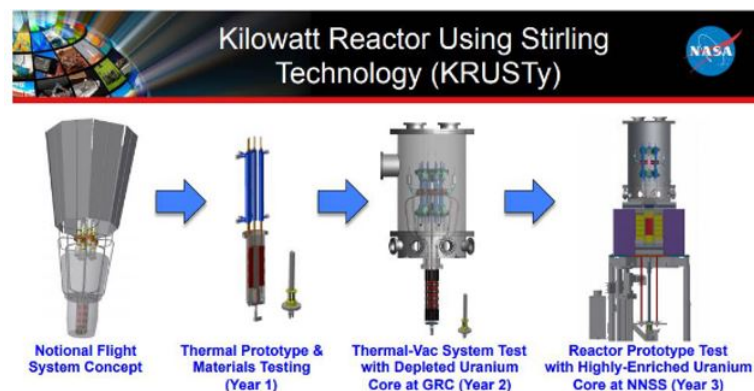 Kilowatt Reactor Using Stirling
Technology (KRUSTy)
NASA
Notional Flight
System Concept
Thermal Prototype &
Materials Testing
(Year 1)
Thermal-Vac System Test
with Depleted Uranium
Core at GRC (Year 2)
Reactor Prototype Test
with Highly-Enriched Uranium
Core at NNSS (Year 3)